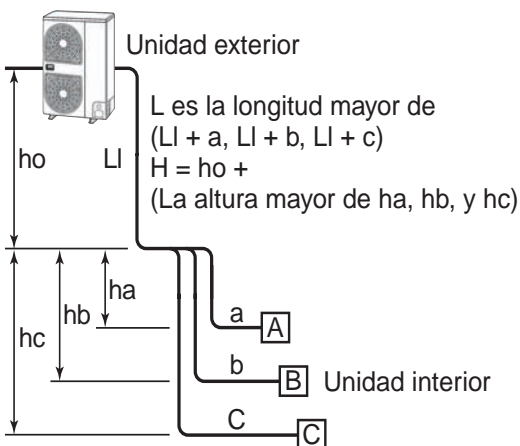 Unidad exterior
L es la longitud mayor de
(Ll + a, Ll + b, Ll + c)
H = ho +
(La altura mayor de ha, hb, y hc)
ho
Ll
ha
hb
hc
a
A
b
B
Unidad interior
C
C